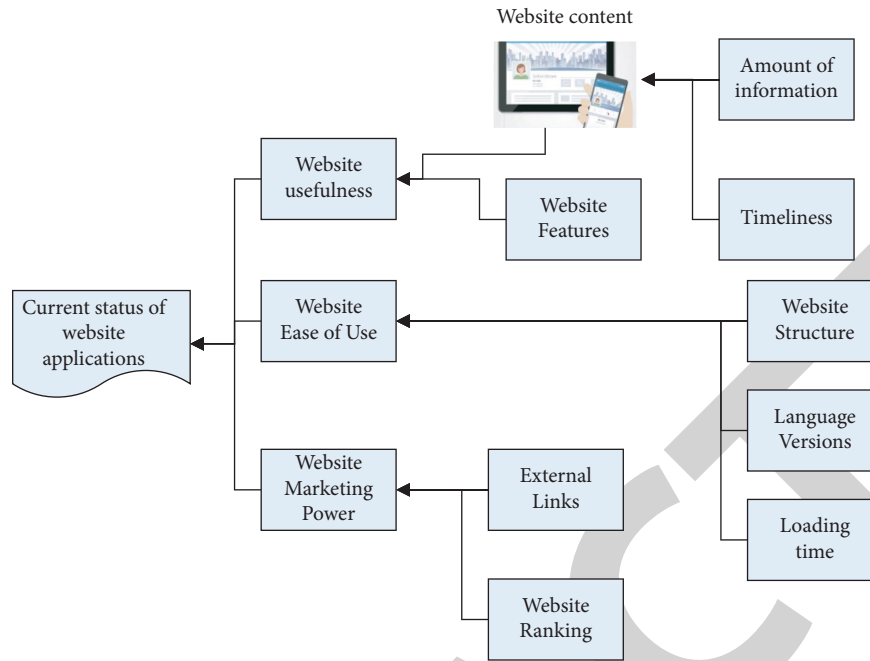 Website content
Amount of
information
Website
usefulness
Website
Features
Timeliness
Current status of
website
applications
Website
Ease of Use
Website
Structure
Language
Versions
Website
Marketing
Power
External
Links
Loading
time
Website
Ranking